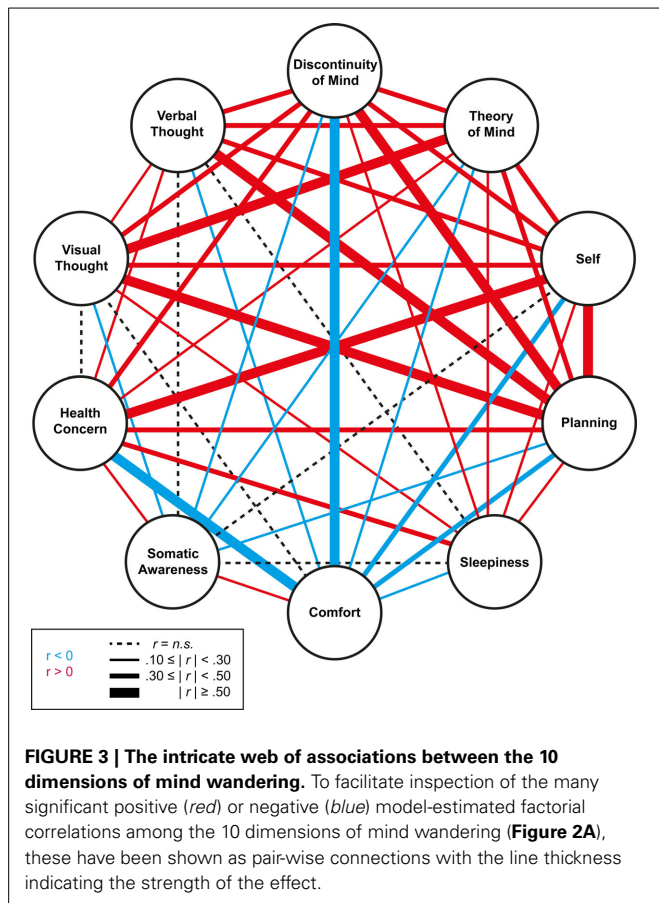 Discontinuity
of Mind
Verbal
Thought
Theory
of Mind
Visual
Thought
Self
Health
Concern
Planning
Somatic
Awareness
Sleepiness
Comfort
r < 0
r > 0
r = n.s.
.10 ≤ | r | < .30
.30 ≤ | r | < .50
| r | ≥ .50
FIGURE 3 | The intricate web of associations between the 10
dimensions of mind wandering. To facilitate inspection of the many
significant positive (red) or negative (blue) model-estimated factorial
correlations among the 10 dimensions of mind wandering (Figure 2A),
these have been shown as pair-wise connections with the line thickness
indicating the strength of the effect.